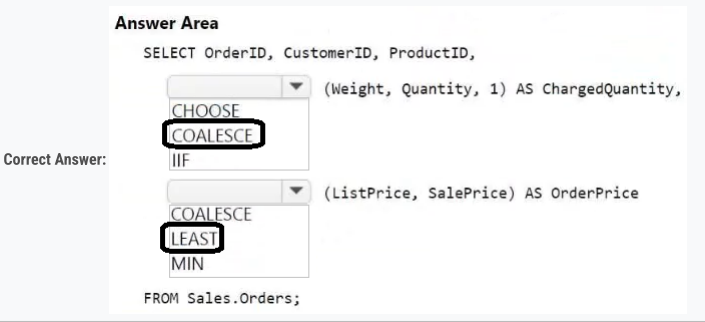 Answer Area
SELECT OrderID, CustomerID, ProductID,
(Weight, Quantity, 1) AS ChargedQuantity,
CHOOSE
COALESCE
IIF
Correct Answer:
(ListPrice, SalePrice) AS OrderPrice
COALESCE
LEAST
MIN
FROM Sales.Orders;